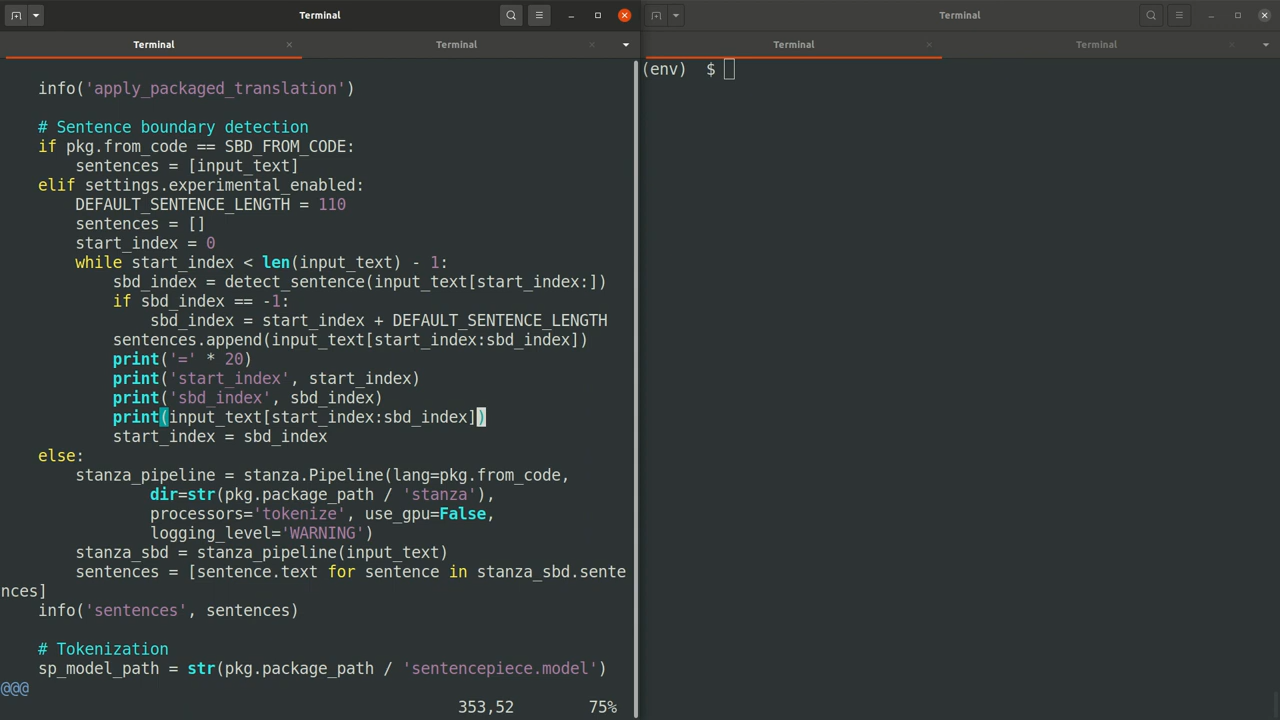 Terminal
Terminal
Terminal Terminal
Terminal Terminal
info('apply_packaged_translation')
# Sentence boundary detection
if pkg.from_code == SBD_FROM_CODE:
sentences = [input_text]
elif settings.experimental_enabled:
DEFAULT_SENTENCE_LENGTH = 110
sentences = []
start_index = 0
while start_index < len(input_text) - 1:
sbd_index = detect_sentence(input_text[start_index:])
if sbd_index == -1:
sbd_index = start_index + DEFAULT_SENTENCE_LENGTH
sentences.append(input_text[start_index:sbd_index])
print('=' * 20)
print('start_index', start_index)
print('sbd_index', sbd_index)
print(input_text[start_index:sbd_index])
start_index = sbd_index
else:
stanza_pipeline = stanza.Pipeline(lang=pkg.from_code,
dir=str(pkg.package_path / 'stanza'),
processors='tokenize', use_gpu=False,
logging_level='WARNING')
stanza_sbd = stanza_pipeline(input_text)
sentences = [sentence.text for sentence in stanza_sbd.sente
nces]
info('sentences', sentences)
# Tokenization
sp_model_path = str(pkg.package_path / 'sentencepiece.model')
@@@
353,52 75%
(env) $